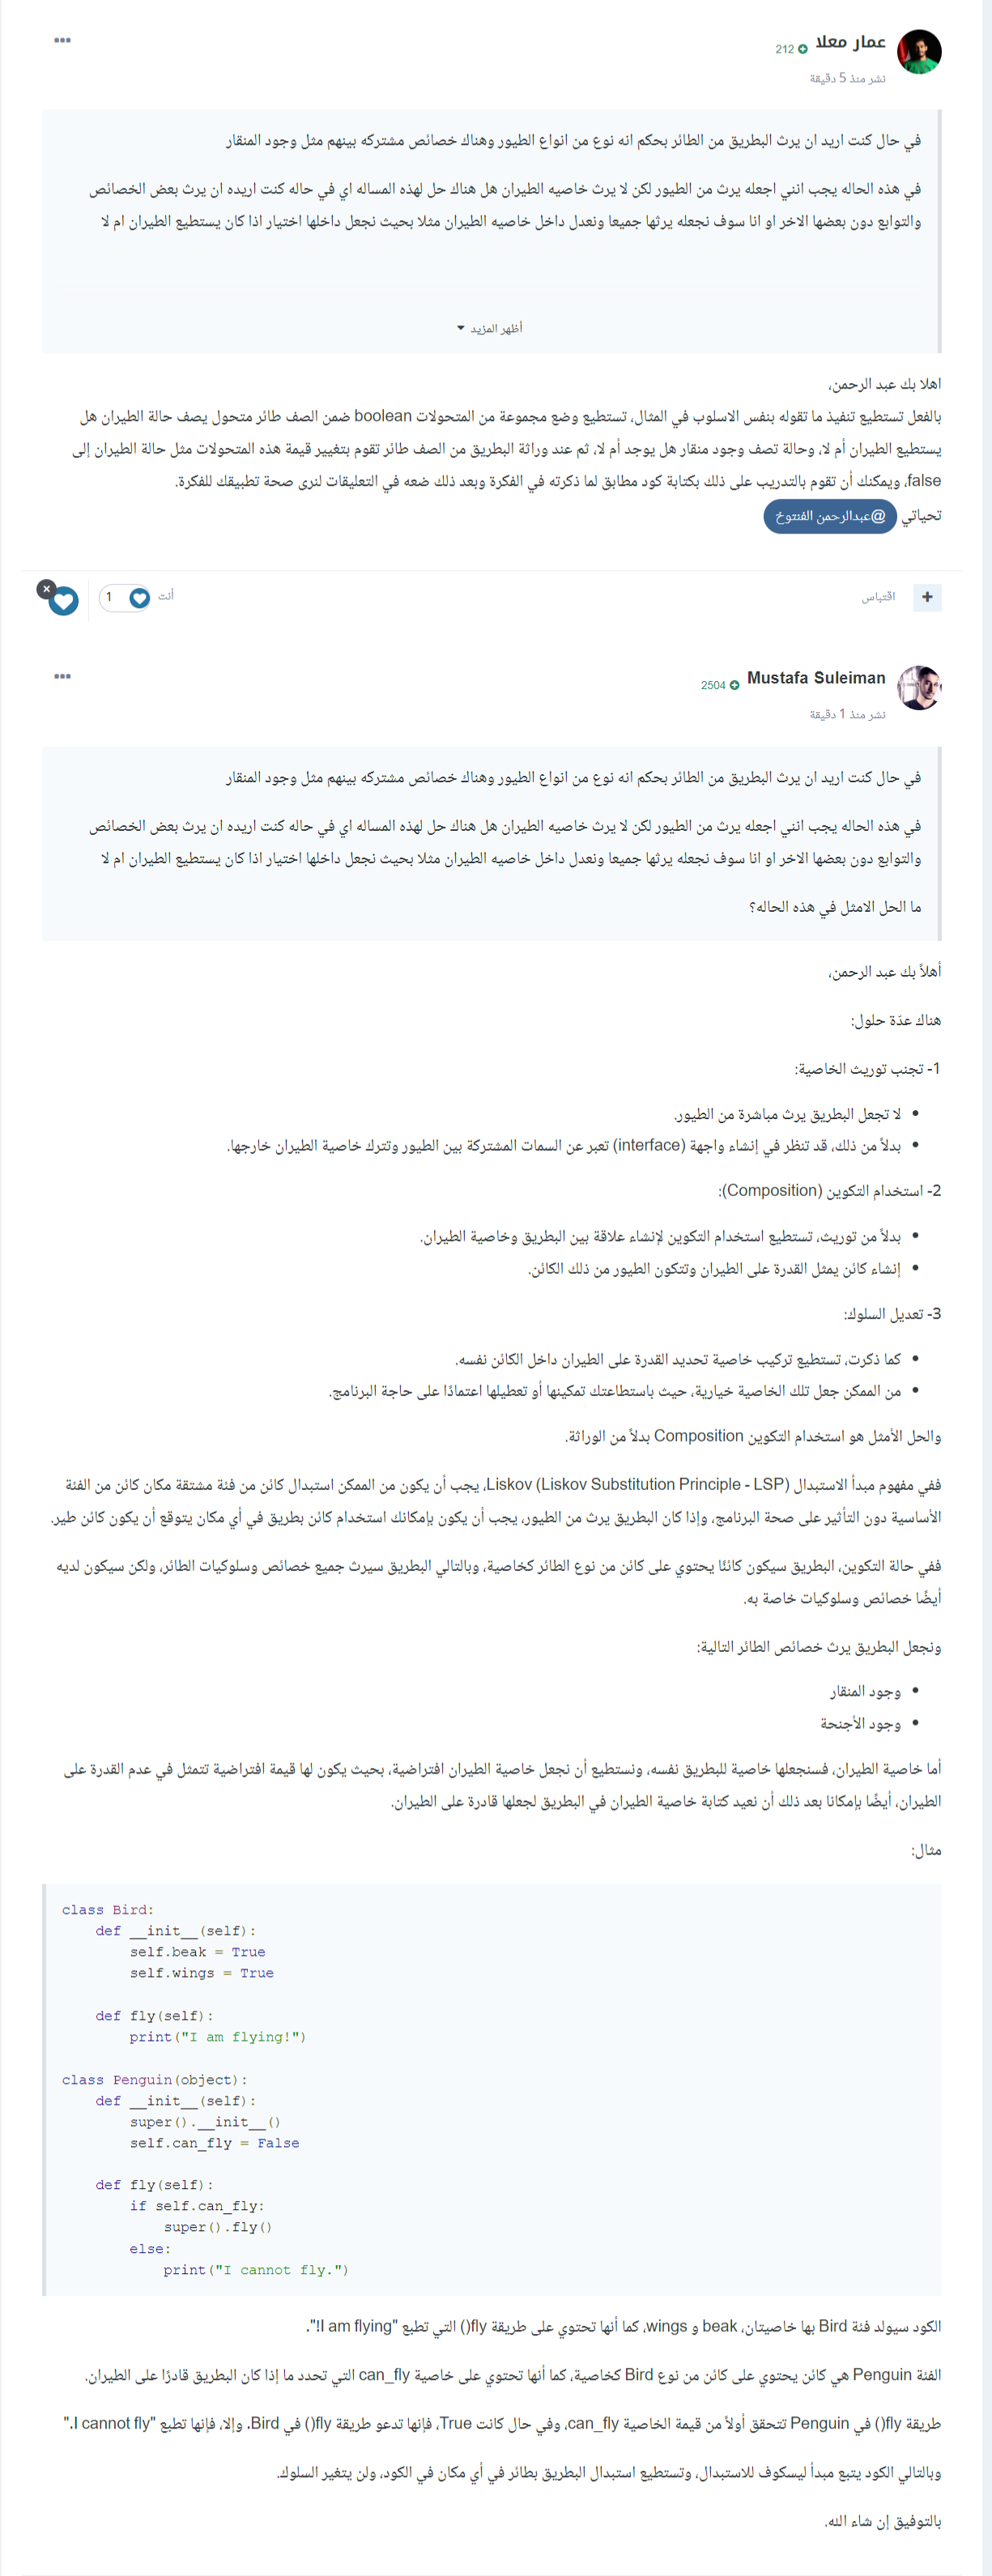 عمار معلا
212
نشر منذ 5 دقيقة
في حال كنت اريد ان يرث البطريق من الطائر بحكم انه نوع من انواع الطيور وهناك خصائص مشتركه بينهم مثل وجود المنقار
في هذه الحاله يجب انني اجعله يرث من الطيور لكن لا يرث خاصيه الطيران هل هناك حل لهذه المساله اي في حاله كنت اريده ان يرث بعض الخصائص
والتوابع دون بعضها الاخر او انا سوف نجعله يرثها جميعا ونعدل داخل خاصيه الطيران مثلا بحيث نجعل داخلها اختيار اذا كان يستطيع الطيران ام لا
أظهر المزيد
اهلا بك عبد الرحمن،
بالفعل تستطيع تنفيذ ما تقوله بنفس الاسلوب في المثال، تستطيع وضع مجموعة من المتحولات boolean ضمن الصف طائر متحول يصف حالة الطيران هل
يستطيع الطيران أم لا، وحالة تصف وجود منقار هل يوجد أم لا، ثم عند وراثة البطريق من الصف طائر تقوم بتغيير قيمة هذه المتحولات مثل حالة الطيران إلى
false، ويمكنك أن تقوم بالتدريب على ذلك بكتابة كود مطابق لما ذكرته في الفكرة وبعد ذلك ضعه في التعليقات لنرى صحة تطبيقك للفكرة.
تحياتي @عبدالرحمن الفنتوخ
اقتباس
أنت
1
Mustafa Suleiman
2504
نشر منذ 1 دقيقة
في حال كنت اريد ان يرث البطريق من الطائر بحكم انه نوع من انواع الطيور وهناك خصائص مشتركه بينهم مثل وجود المنقار
في هذه الحاله يجب انني اجعله يرث من الطيور لكن لا يرث خاصيه الطيران هل هناك حل لهذه المساله اي في حاله كنت اريده ان يرث بعض الخصائص
والتوابع دون بعضها الاخر او انا سوف نجعله يرثها جميعا ونعدل داخل خاصيه الطيران مثلا بحيث نجعل داخلها اختيار اذا كان يستطيع الطيران ام لا
ما الحل الامثل في هذه الحاله؟
أهلاً بك عبد الرحمن،
هناك عدّة حلول:
1- تجنب توريث الخاصية:
• لا تجعل البطريق يرث مباشرة من الطيور.
• بدلاً من ذلك، قد تنظر في إنشاء واجهة (interface) تعبر عن السمات المشتركة بين الطيور وتترك خاصية الطيران خارجها.
2- استخدام التكوين (Composition):
• بدلاً من توريث، تستطيع استخدام التكوين لإنشاء علاقة بين البطريق وخاصية الطيران.
• إنشاء كائن يمثل القدرة على الطيران وتتكون الطيور من ذلك الكائن.
3- تعديل السلوك:
• كما ذكرت، تستطيع تركيب خاصية تحديد القدرة على الطيران داخل الكائن نفسه.
• من الممكن جعل تلك الخاصية خيارية، حيث باستطاعتك تمكينها أو تعطيلها اعتمادًا على حاجة البرنامج.
والحل الأمثل هو استخدام التكوين Composition بدلاً من الوراثة.
ففي مفهوم مبدأ الاستبدال Liskov (Liskov Substitution Principle - LSP)، يجب أن يكون من الممكن استبدال كائن من فئة مشتقة مكان كائن من الفئة
الأساسية دون التأثير على صحة البرنامج، وإذا كان البطريق يرث من الطيور، يجب أن يكون بإمكانك استخدام كائن بطريق في أي مكان يتوقع أن يكون كائن طير.
ففي حالة التكوين، البطريق سيكون كائنًا يحتوي على كائن من نوع الطائر كخاصية، وبالتالي البطريق سيرث جميع خصائص وسلوكيات الطائر، ولكن سيكون لديه
أيضًا خصائص وسلوكيات خاصة به.
ونجعل البطريق يرث خصائص الطائر التالية:
• وجود المنقار
• وجود الأجنحة
أما خاصية الطيران، فسنجعلها خاصية للبطريق نفسه، ونستطيع أن نجعل خاصية الطيران افتراضية، بحيث يكون لها قيمة افتراضية تتمثل في عدم القدرة على
الطيران، أيضًا بإمكانا بعد ذلك أن نعيد كتابة خاصية الطيران في البطريق لجعلها قادرة على الطيران.
مثال:
class Bird:
    def __init__(self):
        self.beak = True
        self.wings = True
    def fly(self):
        print("I am flying!")
class Penguin(object):
    def __init__(self):
        super().__init__()
        self.can_fly = False
    def fly(self):
        if self.can_fly:
            super().fly()
        else:
            print("I cannot fly.")
الكود سيولد فئة Bird بها خاصيتان، beak و wings، كما أنها تحتوي على طريقة fly() التي تطبع "I am flying!".
الفئة Penguin هي كائن يحتوي على كائن من نوع Bird كخاصية، كما أنها تحتوي على خاصية can_fly التي تحدد ما إذا كان البطريق قادرًا على الطيران.
طريقة fly() في Penguin تتحقق أولاً من قيمة الخاصية can_fly، وفي حال كانت True، فإنها تدعو طريقة fly() في Bird. وإلا، فإنها تطبع "I cannot fly."
وبالتالي الكود يتبع مبدأ ليسكوف للاستبدال، وتستطيع استبدال البطريق بطائر في أي مكان في الكود، ولن يتغير السلوك.
بالتوفيق إن شاء الله.